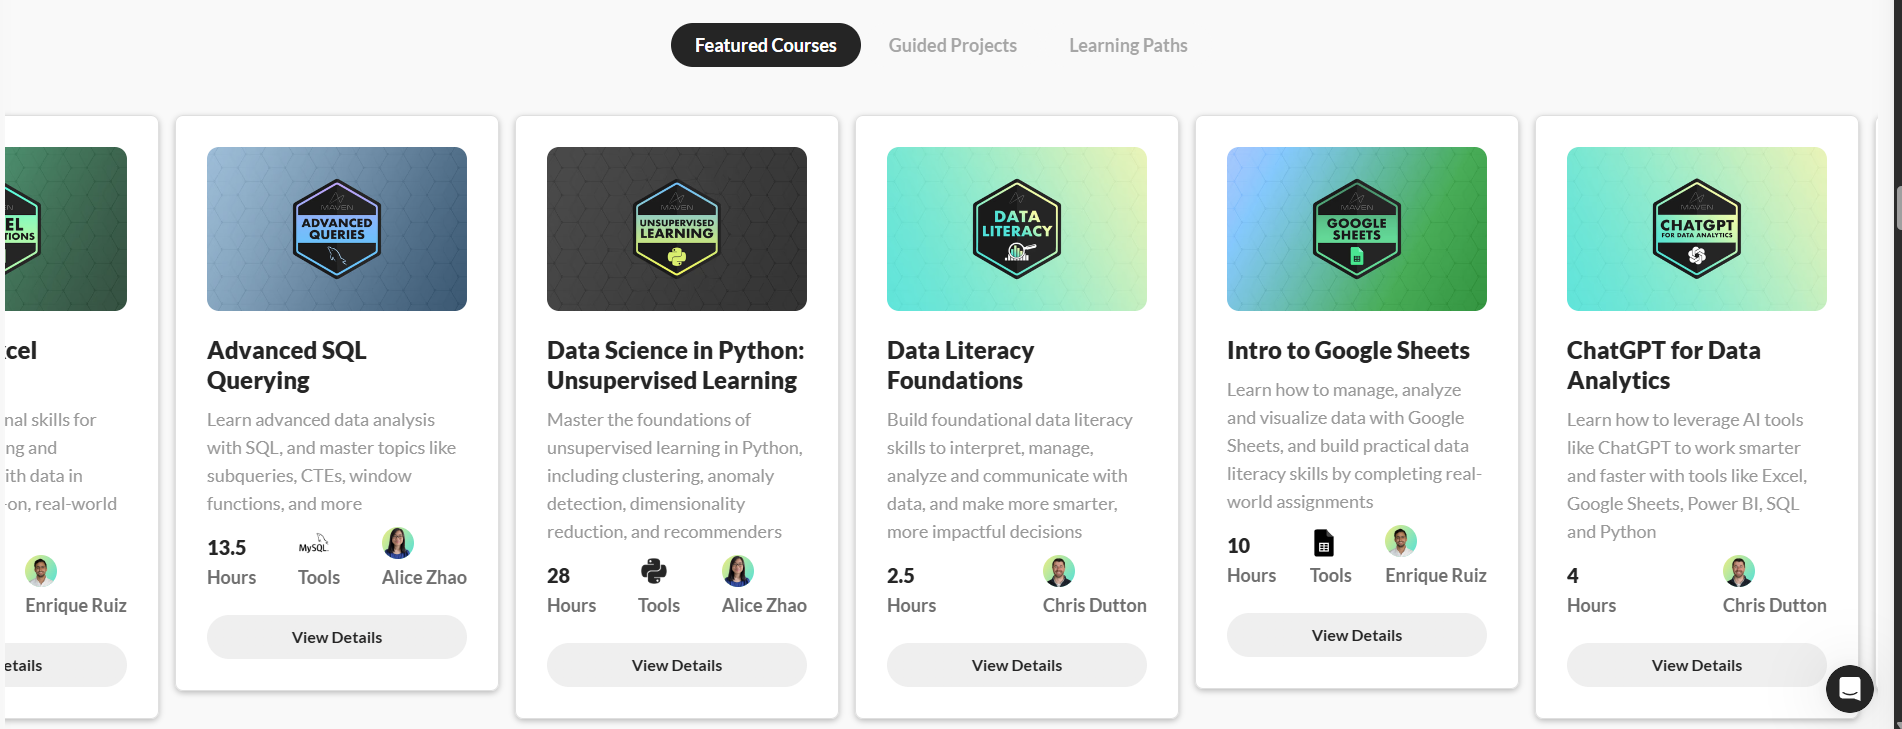 Featured Courses
Guided Projects
Learning Paths
EL
TIONS
cel
nal skills for
ng and
ith data in
-on, real-world
Enrique Ruiz
etails
MAVEN
ADVANCED
QUERIES
Advanced SQL
Querying
Learn advanced data analysis
with SQL, and master topics like
subqueries, CTEs, window
functions, and more
13.5
Hours
MySQL
Tools
Alice Zhao
View Details
MAVEN
UNSUPERVISED
LEARNING
Data Science in Python:
Unsupervised Learning
Master the foundations of
unsupervised learning in Python,
including clustering, anomaly
detection, dimensionality
reduction, and recommenders
28
Hours
Tools
Alice Zhao
View Details
MAVEN
DATA
LITERACY
Data Literacy
Foundations
Build foundational data literacy
skills to interpret, manage,
analyze and communicate with
data, and make more smarter,
more impactful decisions
2.5
Hours
Chris Dutton
View Details
MAVEN
GOOGLE
SHEETS
Intro to Google Sheets
Learn how to manage, analyze
and visualize data with Google
Sheets, and build practical data
literacy skills by completing real-
world assignments
10
Hours
Tools
Enrique Ruiz
View Details
MAVEN
CHATGPT
FOR DATA ANALYTICS
ChatGPT for Data
Analytics
Learn how to leverage AI tools
like ChatGPT to work smarter
and faster with tools like Excel,
Google Sheets, Power BI, SQL
and Python
4
Hours
Chris Dutton
View Details